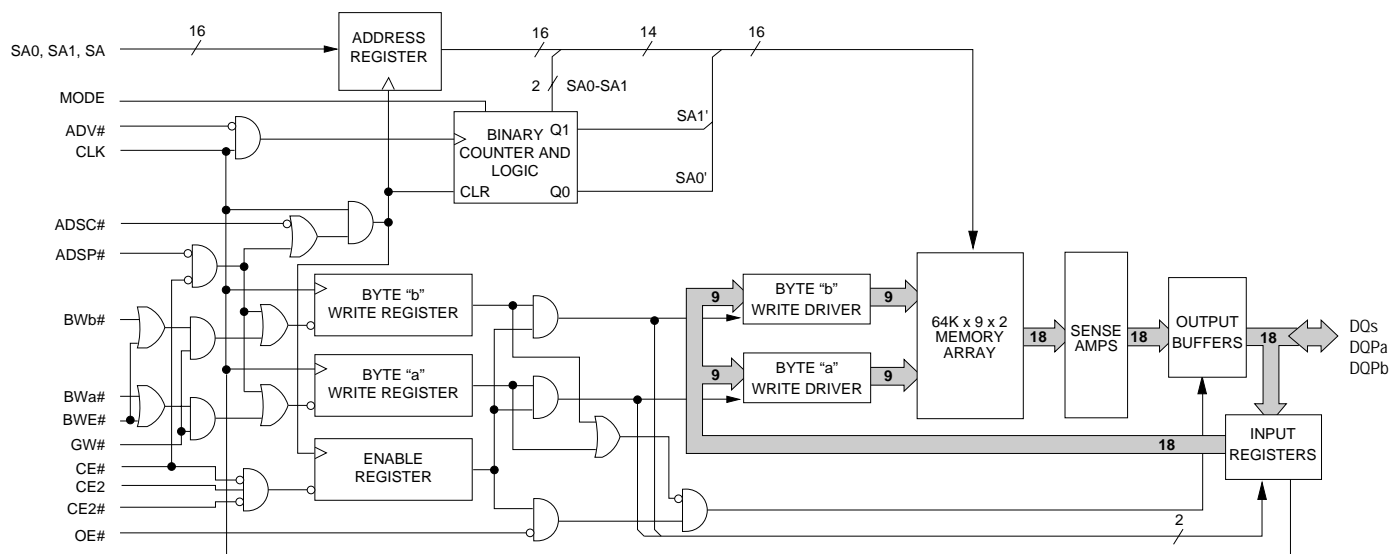 SA0, SA1, SA
16
ADDRESS
REGISTER
16
14
16
2
SA0-SA1
MODE
ADV#
CLK
BINARY
COUNTER AND
LOGIC
Q1
SA1'
CLR
Q0
SA0'
ADSC#
ADSP#
BYTE “b”
WRITE REGISTER
9
BYTE “b”
WRITE DRIVER
9
64K x 9 x 2
MEMORY
ARRAY
18
SENSE
AMPS
18
OUTPUT
BUFFERS
18
DQs
DQPa
DQPb
BWb#
BYTE “a”
WRITE REGISTER
9
BYTE “a”
WRITE DRIVER
9
BWa#
BWE#
GW#
CE#
CE2
CE2#
OE#
ENABLE
REGISTER
18
INPUT
REGISTERS
2